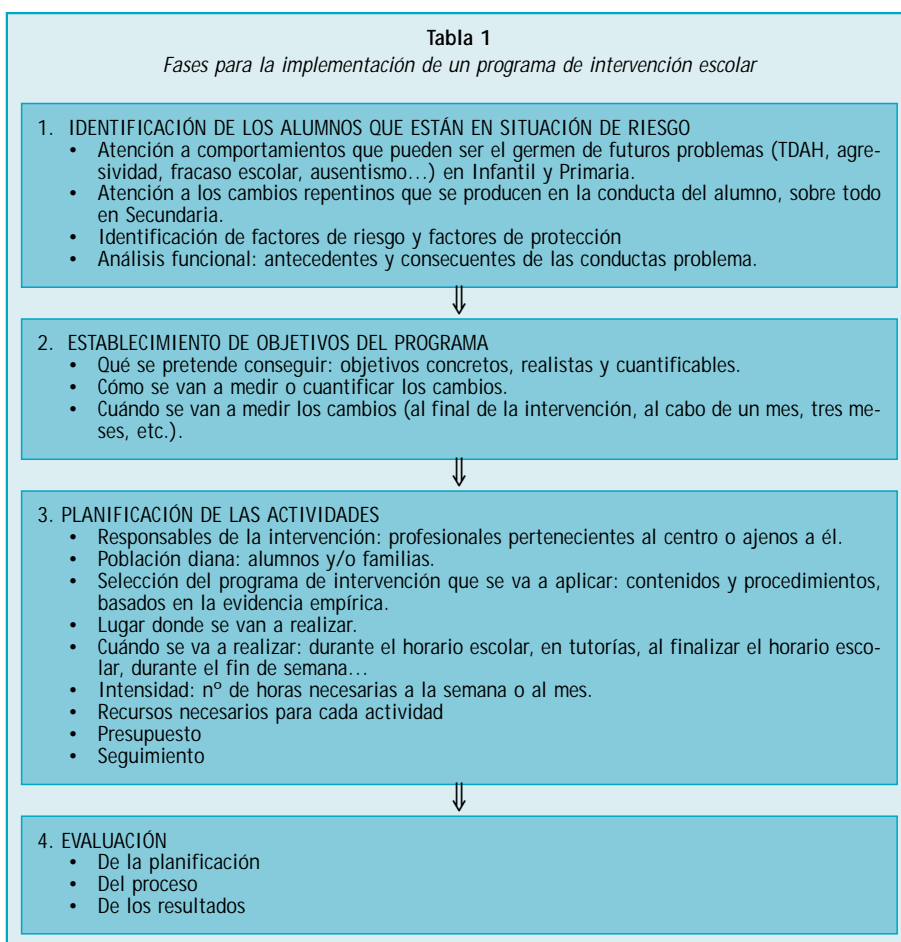 Tabla 1
Fases para la implementación de un programa de intervención escolar
1. IDENTIFICACIÓN DE LOS ALUMNOS QUE ESTÁN EN SITUACIÓN DE RIESGO
• Atención a comportamientos que pueden ser el germen de futuros problemas (TDAH, agre-
sividad, fracaso escolar, ausentismo…) en Infantil y Primaria.
• Atención a los cambios repentinos que se producen en la conducta del alumno, sobre todo
en Secundaria.
• Identificación de factores de riesgo y factores de protección
• Análisis funcional: antecedentes y consecuentes de las conductas problema.
⇓
2. ESTABLECIMIENTO DE OBJETIVOS DEL PROGRAMA
• Qué se pretende conseguir: objetivos concretos, realistas y cuantificables.
• Cómo se van a medir o cuantificar los cambios.
• Cuándo se van a medir los cambios (al final de la intervención, al cabo de un mes, tres me-
ses, etc.).
⇓
3. PLANIFICACIÓN DE LAS ACTIVIDADES
• Responsables de la intervención: profesionales pertenecientes al centro o ajenos a él.
• Población diana: alumnos y/o familias.
• Selección del programa de intervención que se va a aplicar: contenidos y procedimientos,
basados en la evidencia empírica.
• Lugar donde se van a realizar.
• Cuándo se va a realizar: durante el horario escolar, en tutorías, al finalizar el horario esco-
lar, durante el fin de semana…
• Intensidad: nº de horas necesarias a la semana o al mes.
• Recursos necesarios para cada actividad
• Presupuesto
• Seguimiento
⇓
4. EVALUACIÓN
• De la planificación
• Del proceso
• De los resultados